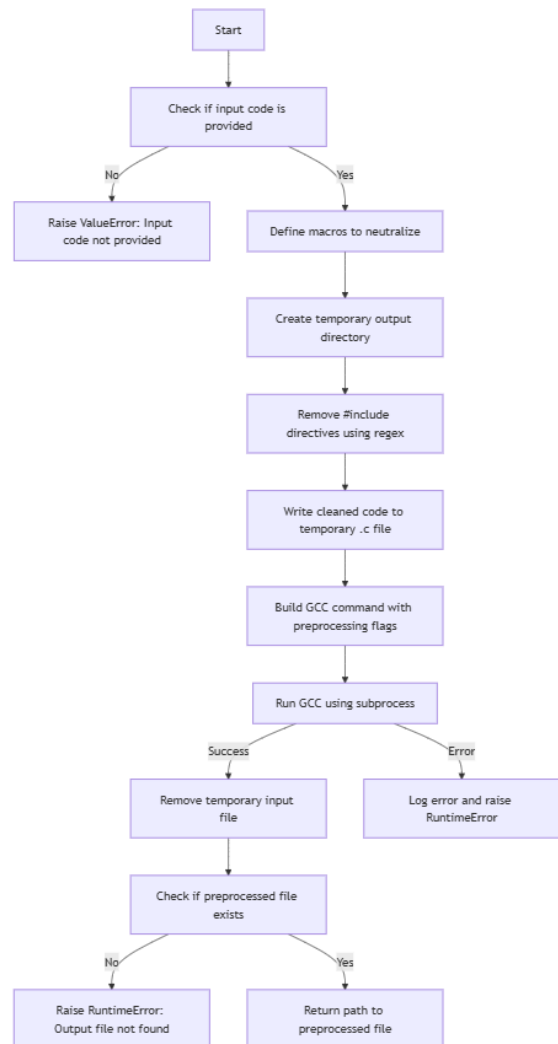 Start
Check if input code is
provided
No
Yes
Raise ValueError: Input
code not provided
Define macros to neutralize
Create temporary output
directory
Remove #include
directives using regex
Write cleaned code to
temporary .c file
Build GCC command with
preprocessing flags
Run GCC using subprocess
Success
Error
Remove temporary input
file
Log error and raise
RuntimeError
Check if preprocessed file
exists
No
Yes
Raise RuntimeError:
Output file not found
Return path to
preprocessed file